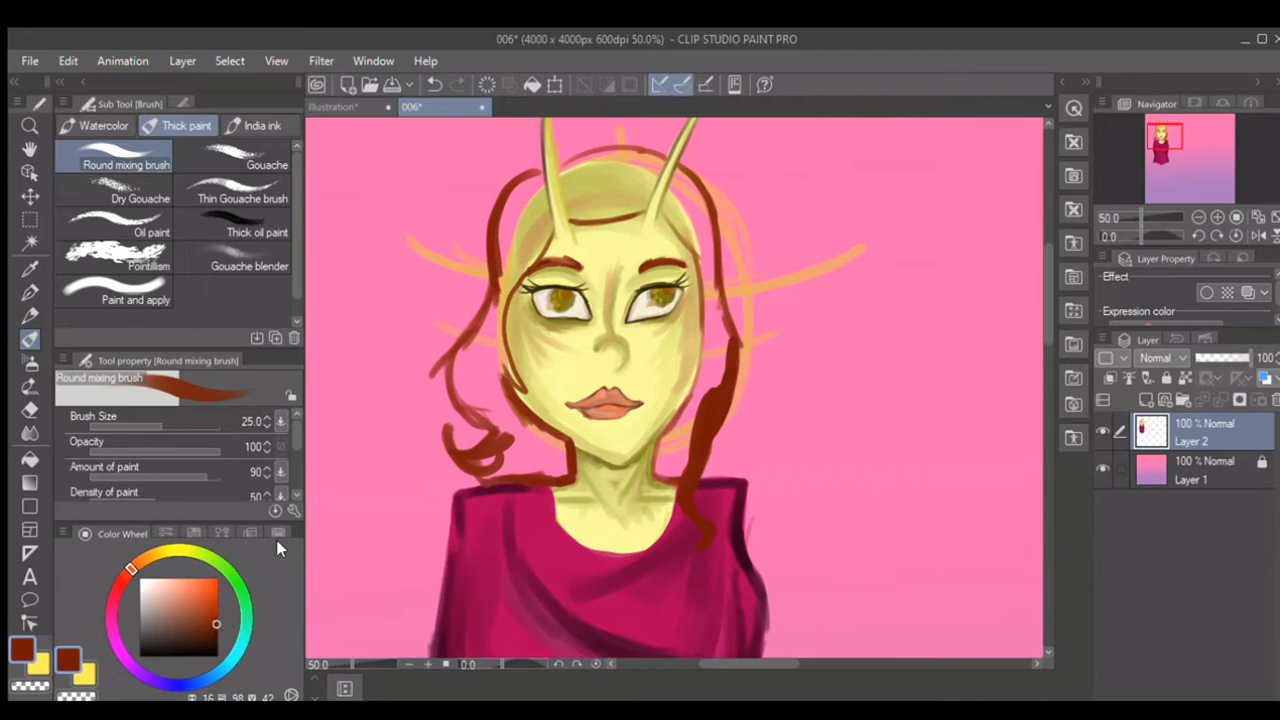 006* (4000 x 4000px 600dpi 50.0%) - CLIP STUDIO PAINT PRO
File Edit Animation Layer Select View Filter Window Help
Illustration* 006*
Sub Tool [Brush]
Watercolor Thick paint India ink
Round mixing brush Gouache
Dry Gouache Thin Gouache brush
Oil paint Thick oil paint
Pointillism Gouache blender
Paint and apply
Tool property [Round mixing brush]
Round mixing brush
Brush Size 25.0
Opacity 100
Amount of paint 90
Density of paint 50
Color Wheel
16 98 V 42
50.0 0.0
Navigator
50.0
0.0
Layer Property
Effect
Expression color
Layer
Normal 100
100 % Normal
Layer 2
100 % Normal
Layer 1